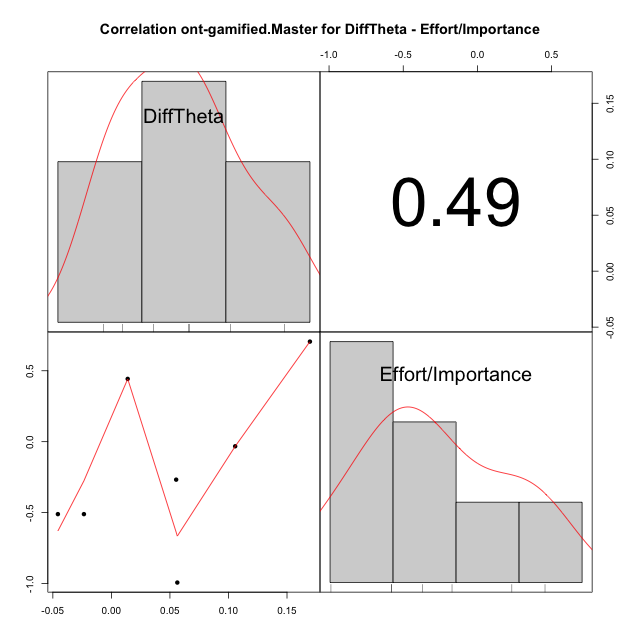 Correlation ont-gamified.Master for DiffTheta - Effort/Importance
-1.0 -0.5 0.0 0.5
DiffTheta
0.49
0.15
0.10
0.05
0.00
-0.05
0.5
0.0
-0.5
-1.0
Effort/Importance
-0.05 0.00 0.05 0.10 0.15